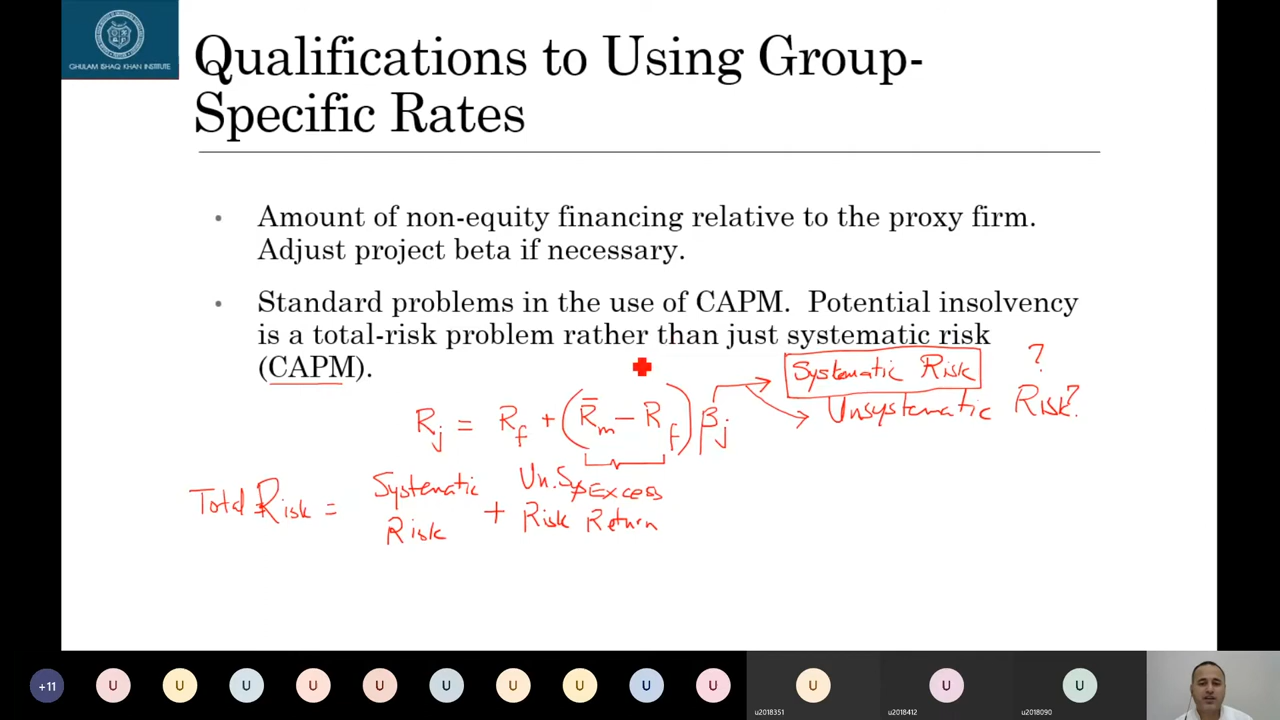 GHULAM ISHAQ KHAN INSTITUTE
Qualifications to Using Group-
Specific Rates
• Amount of non-equity financing relative to the proxy firm.
Adjust project beta if necessary.
• Standard problems in the use of CAPM. Potential insolvency
is a total-risk problem rather than just systematic risk
(CAPM).
Systematic Risk ?
Unsystematic Risk?
Rj = Rf + (R̄m - Rf) βj
Total Risk = Systematic Risk + Un.Sys Risk
Excess
Return
+11 U U U U U U U U U U U U U
u2018351 u2018412 u2018090